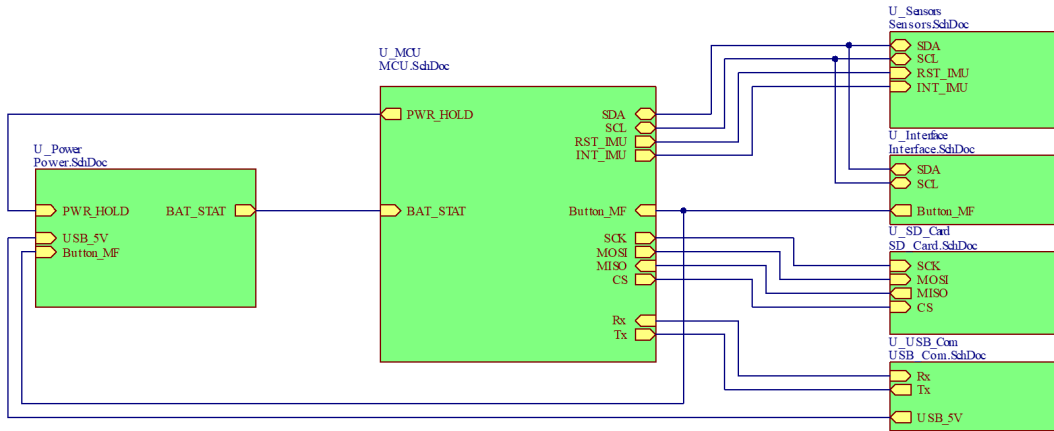 U_Power
Power.SchDoc
PWR_HOLD
BAT_STAT
USB_5V
Button_MF
U_MCU
MCU.SchDoc
PWR_HOLD
SDA
SCL
RST_IMU
INT_IMU
BAT_STAT
Button_MF
SCK
MOSI
MISO
CS
Rx
Tx
U_Sensors
Sensors.SchDoc
SDA
SCL
RST_IMU
INT_IMU
U_Interface
Interface.SchDoc
SDA
SCL
Button_MF
U_SD_Card
SD_Card.SchDoc
SCK
MOSI
MISO
CS
U_USB_Com
USB_Com.SchDoc
Rx
Tx
USB_5V